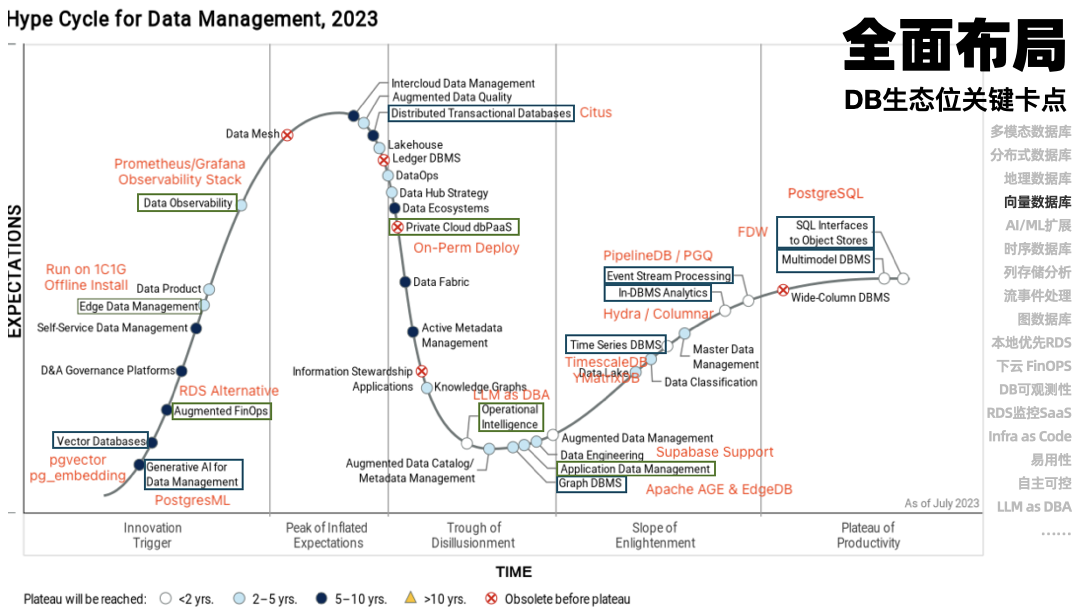 Hype Cycle for Data Management, 2023
全面布局
DB生态位关键卡点
多模态数据库
分布式数据库
地理数据库
向量数据库
AI/ML扩展
时序数据库
列存储分析
流事件处理
图数据库
本地优先RDS
下云 FinOPS
DB可观测性
RDS监控SaaS
Infra as Code
易用性
自主可控
LLM as DBA
······
EXPECTATIONS
Intercloud Data Management
Augmented Data Quality
Distributed Transactional Databases
Citus
Data Mesh
Lakehouse
Ledger DBMS
DataOps
Data Hub Strategy
Data Ecosystems
Private Cloud dbPaaS
On-Perm Deploy
Prometheus/Grafana
Observability Stack
Data Observability
Run on 1C1G
Offline Install
Data Product
Edge Data Management
Self-Service Data Management
D&A Governance Platforms
RDS Alternative
Augmented FinOps
Vector Databases
pgvector
pg_embedding
Generative AI for
Data Management
PostgresML
Data Fabric
Active Metadata
Management
Information Stewardship
Applications
Knowledge Graphs
LLM as DBA
Operational
Intelligence
Augmented Data Catalog/
Metadata Management
Augmented Data Management
Data Engineering
Supabase Support
Application Data Management
Graph DBMS
Apache AGE & EdgeDB
PostgreSQL
FDW
SQL Interfaces
to Object Stores
Multimodel DBMS
PipelineDB / PGQ
Event Stream Processing
In-DBMS Analytics
Hydra / Columnar
Wide-Column DBMS
Time Series DBMS
TimescaleDB
YMatrixDB
Data Lake
Master Data
Management
Data Classification
As of July 2023
Innovation
Trigger
Peak of Inflated
Expectations
Trough of
Disillusionment
Slope of
Enlightenment
Plateau of
Productivity
TIME
Plateau will be reached:
<2 yrs.
2–5 yrs.
5–10 yrs.
>10 yrs.
Obsolete before plateau